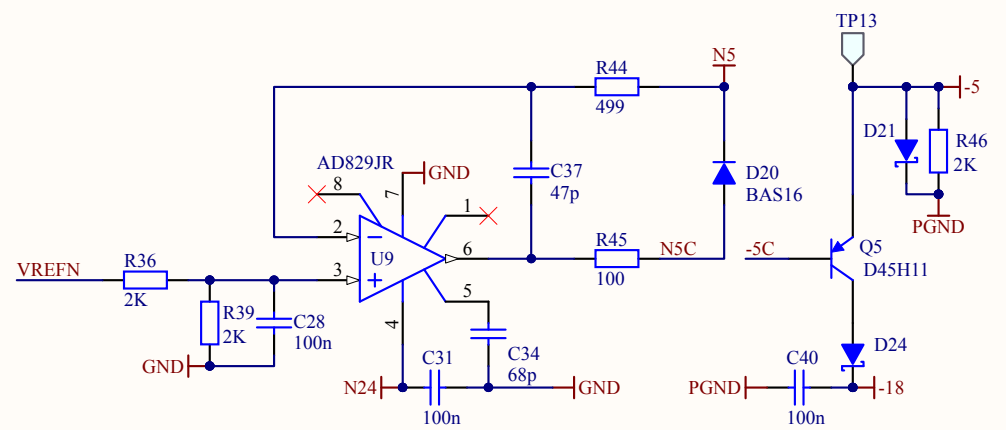 TP13
N5
R44
499
-5
D21
R46
2K
AD829JR
8
7
GND
C37
47p
D20
BAS16
1
PGND
2
U9
6
R45
100
N5C
-5C
Q5
D45H11
VREFN
R36
2K
3
5
R39
2K
C28
100n
4
C34
68p
D24
GND
C31
C40
N24
GND
PGND
-18
100n
100n